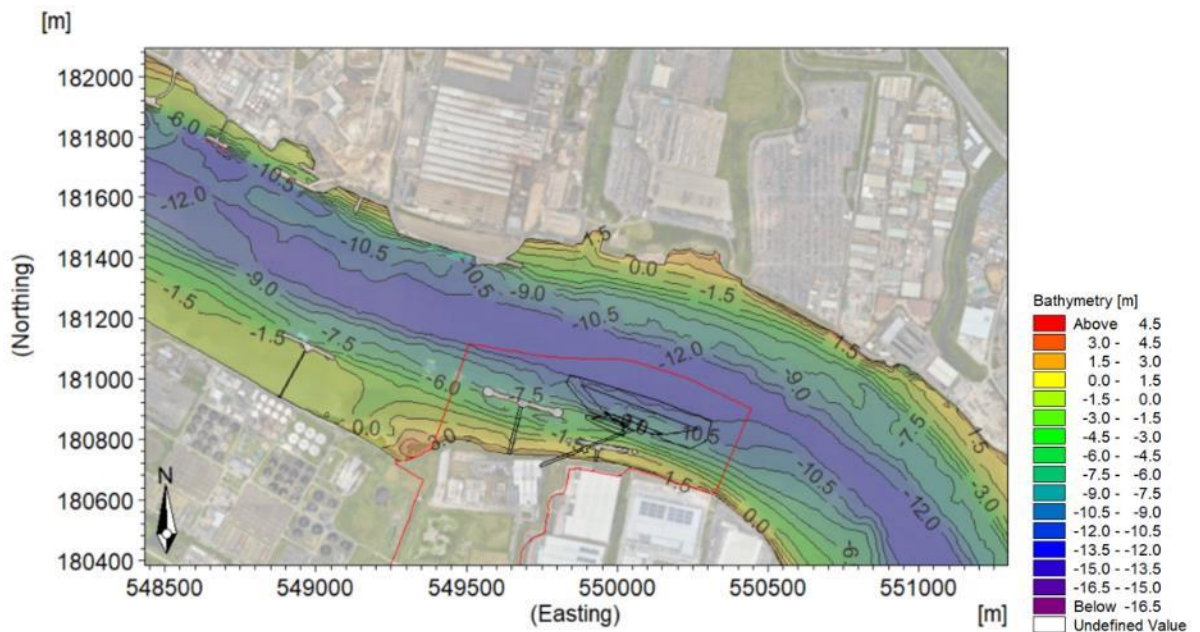 [m]
182000
181800
181600
181400
181200
181000
180800
180600
180400
(Northing)
-6.0
-10.5
-12.0
-10.5
-9.0
-10.5
-1.5
-1.5
-7.5
-6.0
-7.5
0.0
3.0
-9.0
0.0
-1.5
-10.5
-12.0
-9.0
1.5
-7.5
1.5
-3.0
-10.5
-10.5
-12.0
1.5
0.0
N
548500 549000 549500 550000 550500 551000
(Easting) [m]
Bathymetry [m]
Above 4.5
3.0 - 4.5
1.5 - 3.0
0.0 - 1.5
-1.5 - 0.0
-3.0 - -1.5
-4.5 - -3.0
-6.0 - -4.5
-7.5 - -6.0
-9.0 - -7.5
-10.5 - -9.0
-12.0 - -10.5
-13.5 - -12.0
-15.0 - -13.5
-16.5 - -15.0
Below -16.5
Undefined Value